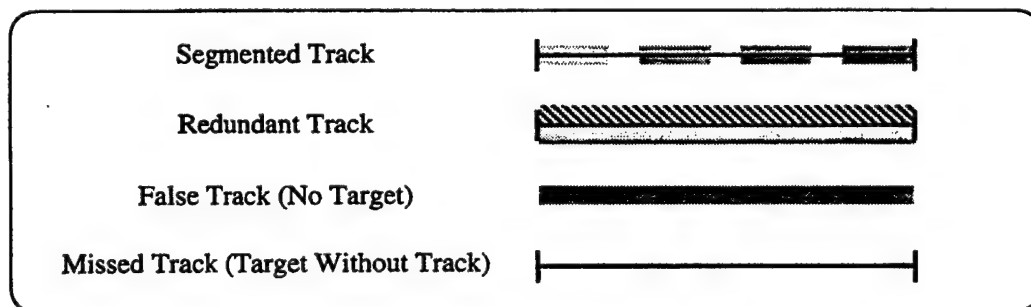 Segmented Track
Redundant Track
False Track (No Target)
Missed Track (Target Without Track)